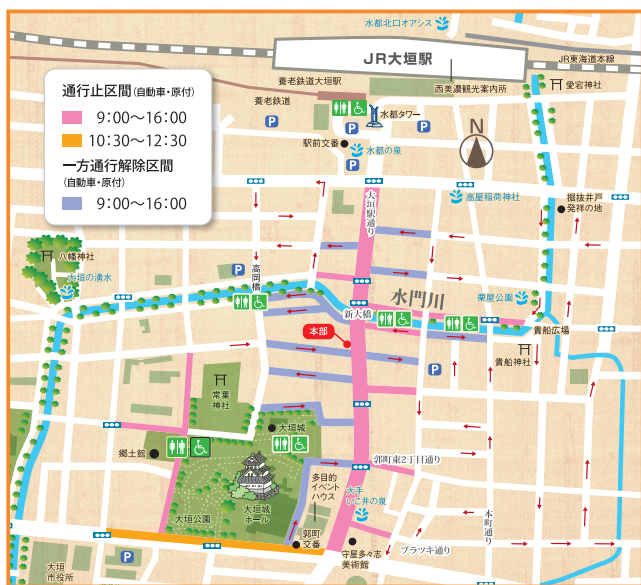 水都北口オアシス
JR大垣駅
JR東海道本線
養老鉄道大垣駅
西美濃観光案内所
愛宕神社
養老鉄道
水都タワー
駅前交番
水都の泉
通行止区間(自動車・原付)
9:00〜16:00
10:30〜12:30
一方通行解除区間
(自動車・原付)
9:00〜16:00
N
P
P
P
P
大垣駅通り
高屋稲荷神社
掘抜井戸
発祥の地
八幡神社
大垣の湧水
P
高岡橋
水門川
新大橋
栗屋公園
貴船広場
本部
貴船神社
P
常葉
神社
大垣城
郷土館
郭町東2丁目通り
多目的
イベント
ハウス
大手
いこ井の泉
大垣公園
大垣城
ホール
郭町
交番
本町通り
守屋多々志
美術館
ブラツキ通り
P
大垣
市役所